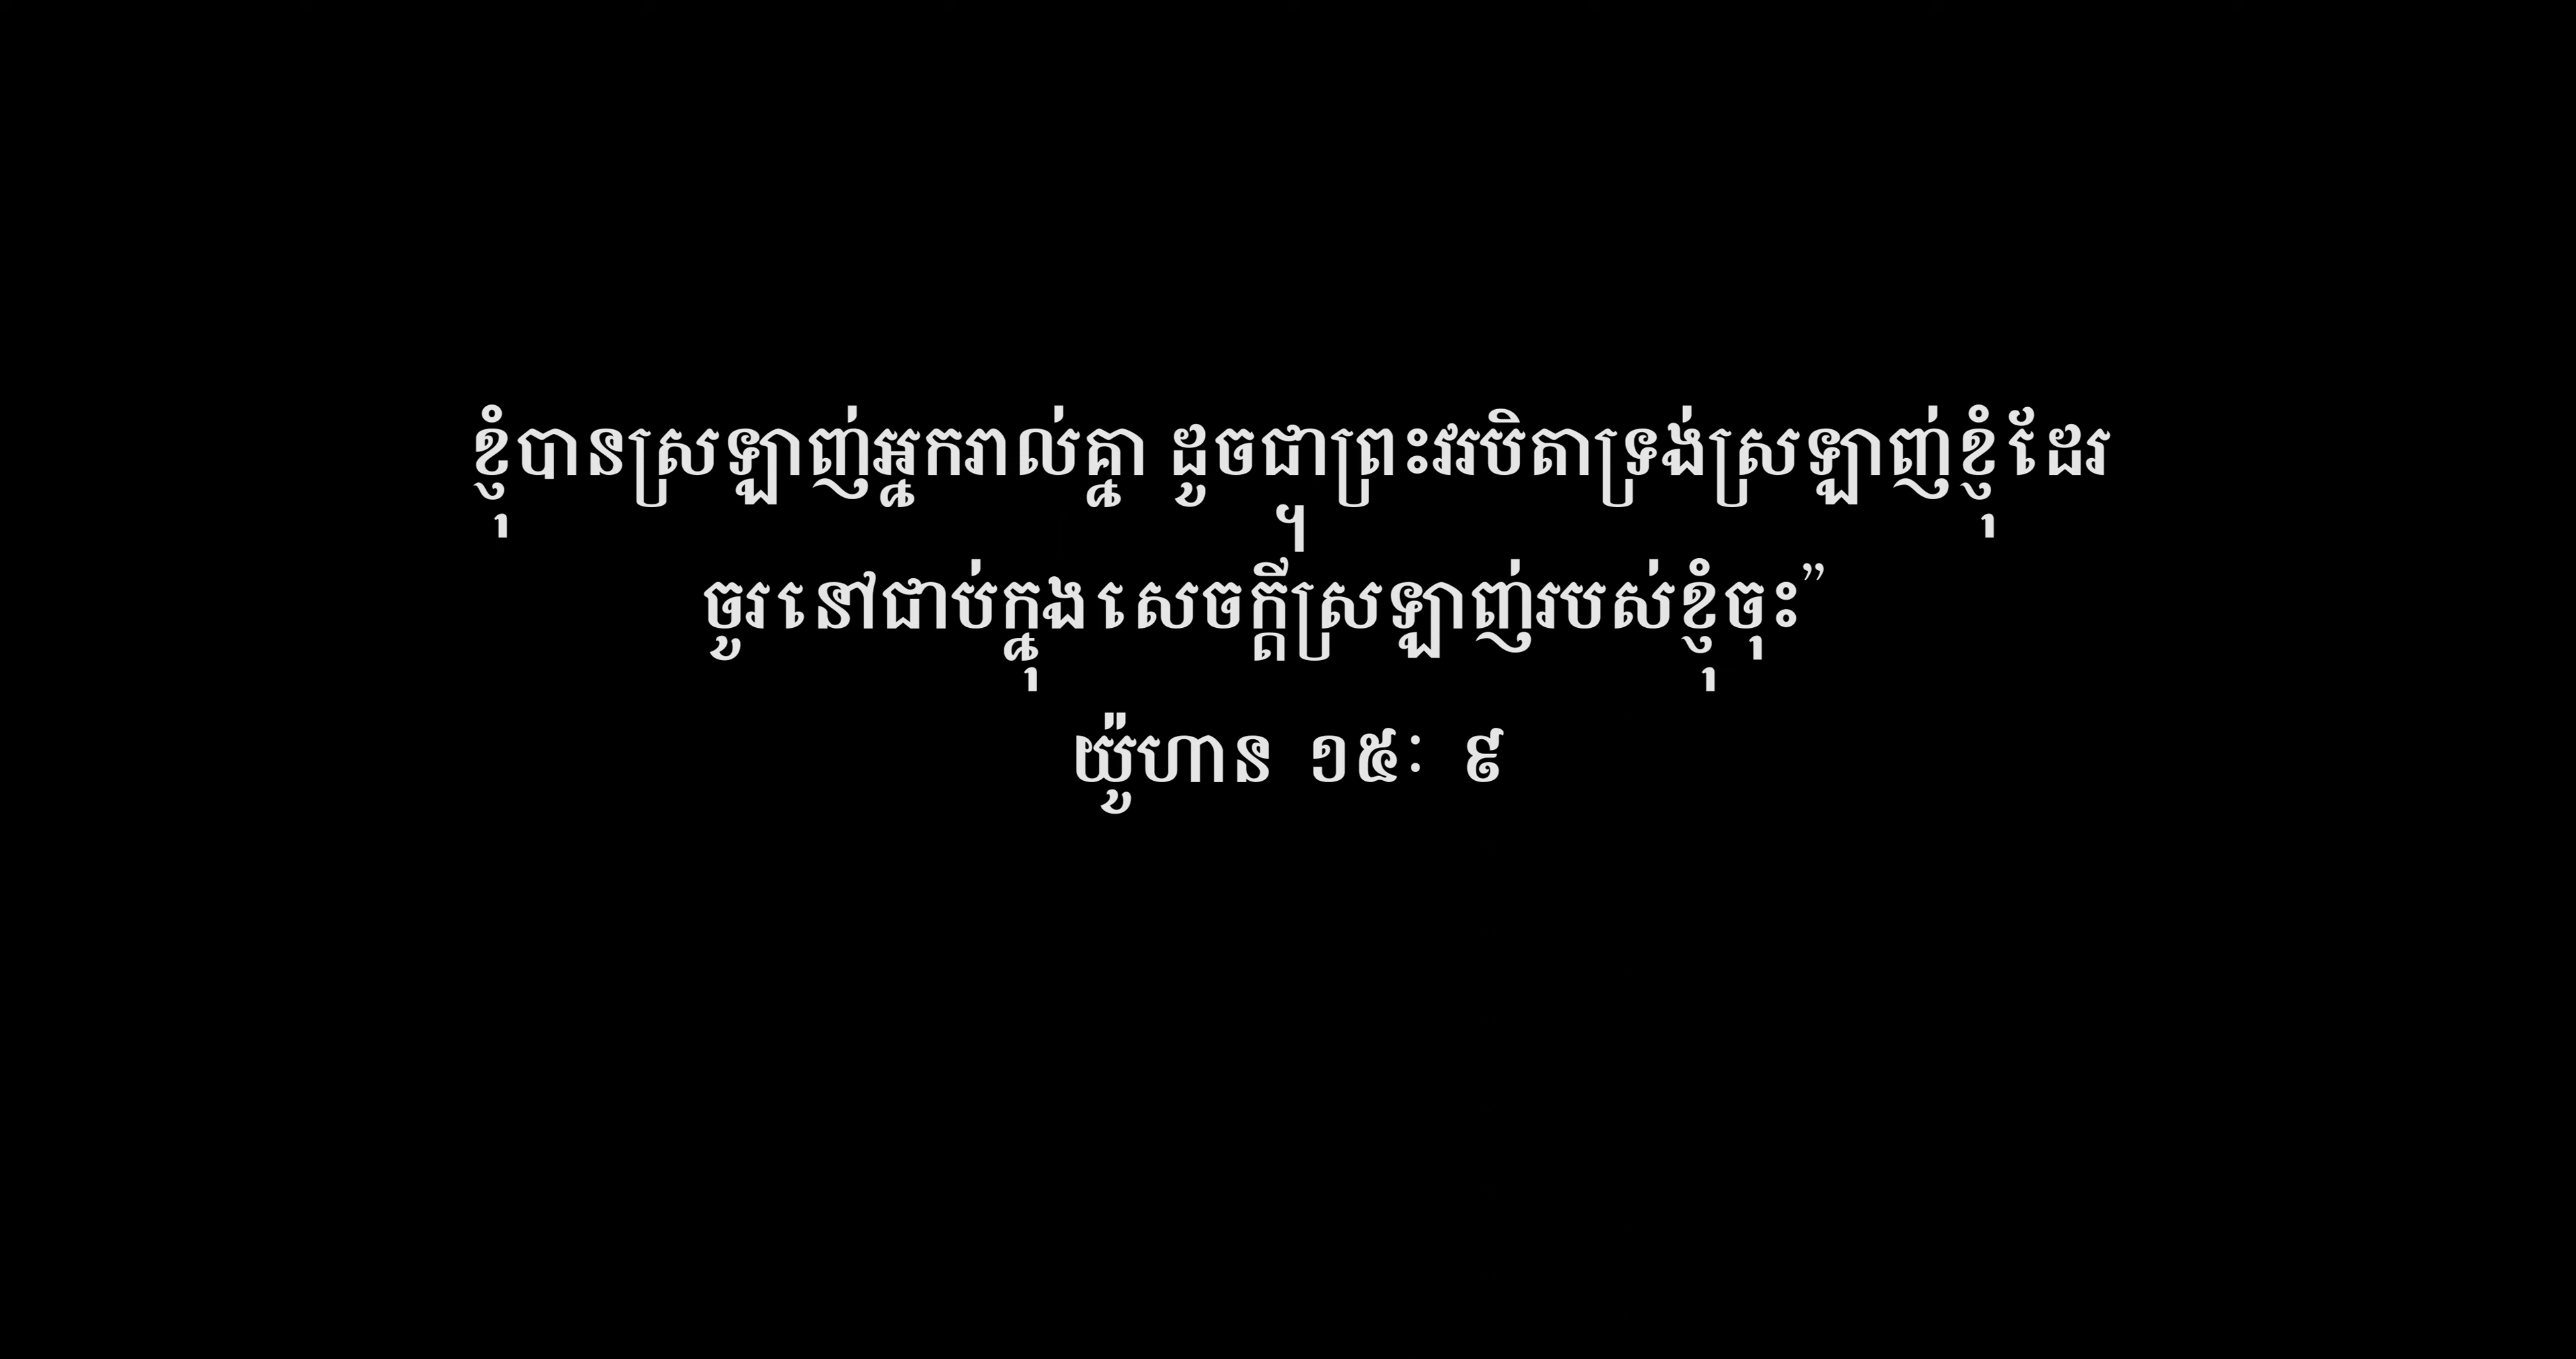 ខ្ញុំបានស្រឡាញ់អ្នករាល់គ្នា ដូចជាព្រះវរបិតាទ្រង់ស្រឡាញ់ខ្ញុំដែរ
។
ចូរនៅជាប់ក្នុងសេចក្ដីស្រឡាញ់របស់ខ្ញុំចុះ”
យ៉ូហាន ១៥: ៩